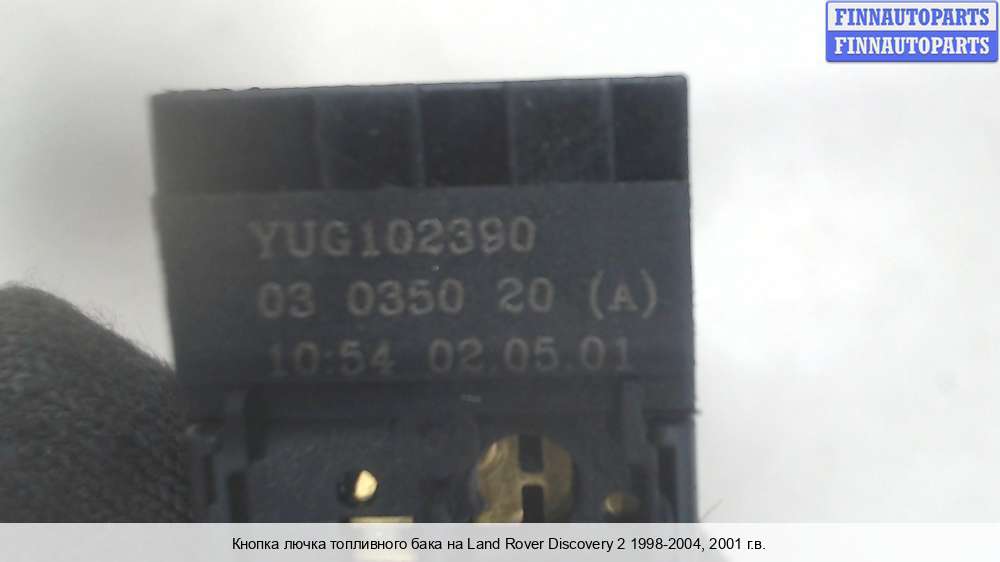 FINNAUTOPARTS
FINNAUTOPARTS
YUG102390
03 0350 20 (A)
10:54 02.05.01
Кнопка лючка топливного бака на Land Rover Discovery 2 1998-2004, 2001 г.в.